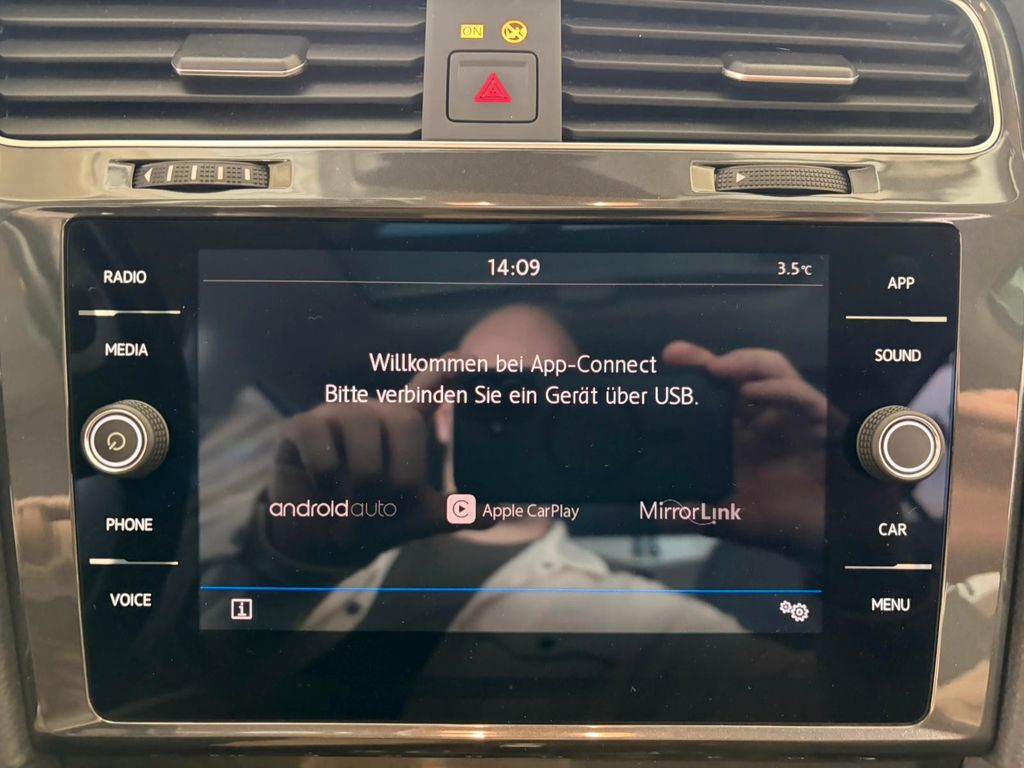 ON
14:09
3.5°C
RADIO
MEDIA
PHONE
VOICE
Willkommen bei App-Connect
Bitte verbinden Sie ein Gerät über USB.
androidauto
Apple CarPlay
MirrorLink
i
APP
SOUND
CAR
MENU